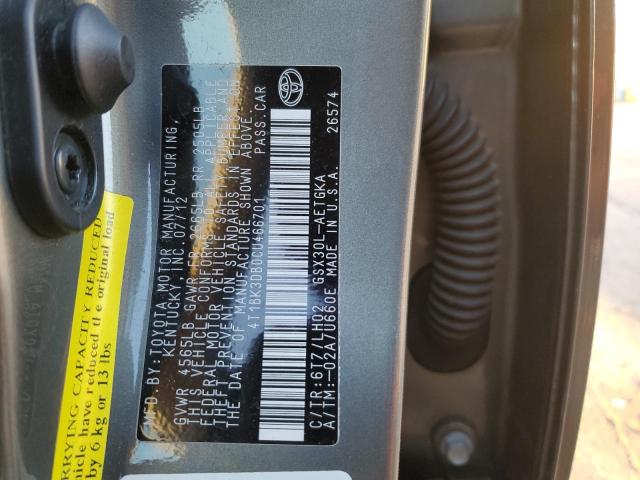 MFD. BY: TOYOTA MOTOR MANUFACTURING,
KENTUCKY, INC. 07/12
GVWR 4565LB GAWR FR 2665LB RR 2505LB
THIS VEHICLE CONFORMS TO ALL APPLICABLE
FEDERAL MOTOR VEHICLE SAFETY, BUMPER, AND
THEFT PREVENTION STANDARDS IN EFFECT ON
THE DATE OF MANUFACTURE SHOWN ABOVE.
4T1BK3DB0CU466701 PASS.CAR
C/TR:6T7/LH02 GSX30L-AETGKA
A/TM:-02A/U660E MADE IN U.S.A. 26574
CARRYING CAPACITY REDUCED
vehicle have reduced the original load
by 6 kg or 13 lbs